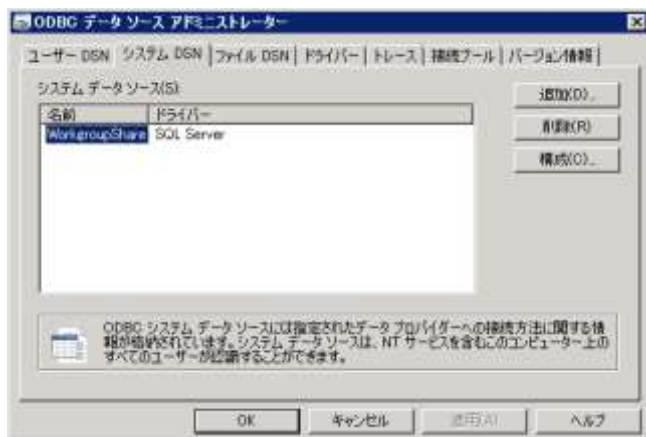 ODBC データ ソース アドミニストレーター
ユーザー DSN システム DSN ファイル DSN ドライバー トレース 接続プール バージョン情報
システム データ ソース(S):
追加(D)...
名前 ドライバー
WorkgroupShare SQL Server
削除(R)
構成(C)...
ODBC システム データ ソースには指定されたデータ プロバイダーへの接続方法に関する情
報が格納されています。システム データ ソースは、NT サービスを含むこのコンピューター上の
すべてのユーザーが認識することができます。
OK キャンセル 適用(A) ヘルプ